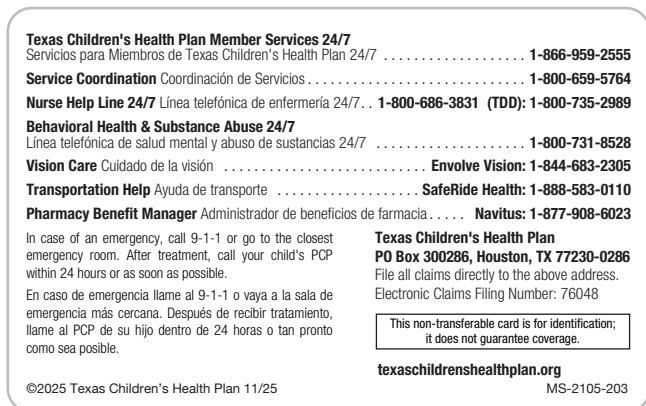 Texas Children's Health Plan Member Services 24/7
Servicios para Miembros de Texas Children's Health Plan 24/7 . . . . . . . . . . . . . . . . . . . 1-866-959-2555
Service Coordination Coordinación de Servicios . . . . . . . . . . . . . . . . . . . . . . . . . . . . . 1-800-659-5764
Nurse Help Line 24/7 Línea telefónica de enfermería 24/7. . 1-800-686-3831 (TDD): 1-800-735-2989
Behavioral Health & Substance Abuse 24/7
Línea telefónica de salud mental y abuso de sustancias 24/7 . . . . . . . . . . . . . . . . . . . . 1-800-731-8528
Vision Care Cuidado de la visión . . . . . . . . . . . . . . . . . . . . . . . . . . . Envolve Vision: 1-844-683-2305
Transportation Help Ayuda de transporte . . . . . . . . . . . . . . . . . . . SafeRide Health: 1-888-583-0110
Pharmacy Benefit Manager Administrador de beneficios de farmacia . . . . . Navitus: 1-877-908-6023
In case of an emergency, call 9-1-1 or go to the closest
emergency room. After treatment, call your child's PCP
within 24 hours or as soon as possible.
En caso de emergencia llame al 9-1-1 o vaya a la sala de
emergencia más cercana. Después de recibir tratamiento,
llame al PCP de su hijo dentro de 24 horas o tan pronto
como sea posible.
Texas Children's Health Plan
PO Box 300286, Houston, TX 77230-0286
File all claims directly to the above address.
Electronic Claims Filing Number: 76048
This non-transferable card is for identification;
it does not guarantee coverage.
texaschildrenshealthplan.org
©2025 Texas Children's Health Plan 11/25
MS-2105-203